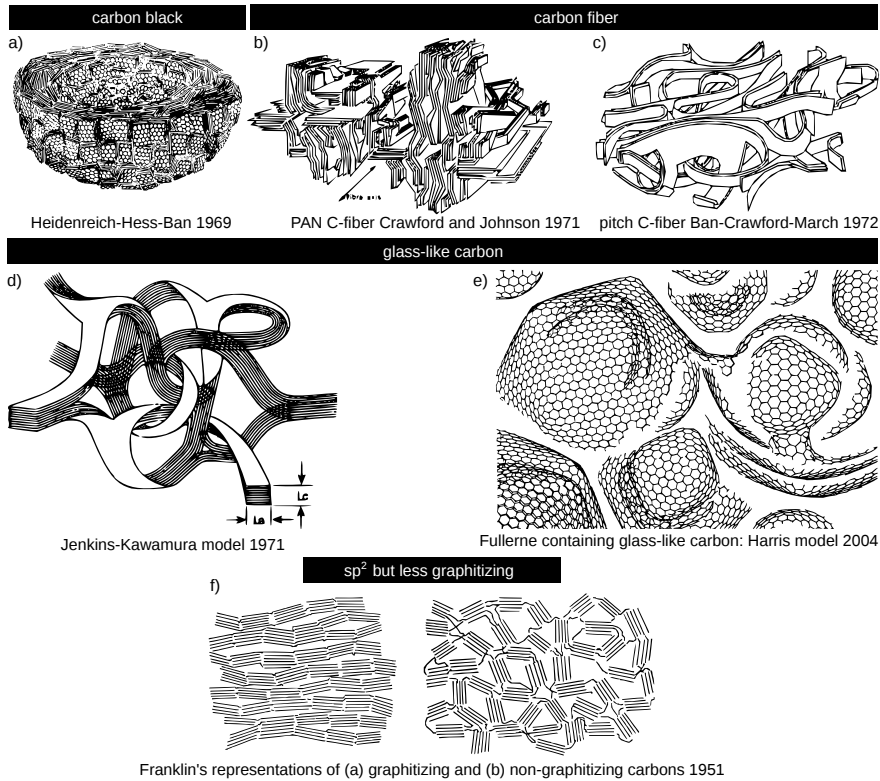 carbon black
carbon fiber
a)
b)
c)
fibre axis
Heidenreich-Hess-Ban 1969
PAN C-fiber Crawford and Johnson 1971
pitch C-fiber Ban-Crawford-March 1972
glass-like carbon
d)
e)
Lc
La
Jenkins-Kawamura model 1971
Fullerne containing glass-like carbon: Harris model 2004
sp² but less graphitizing
f)
Franklin's representations of (a) graphitizing and (b) non-graphitizing carbons 1951